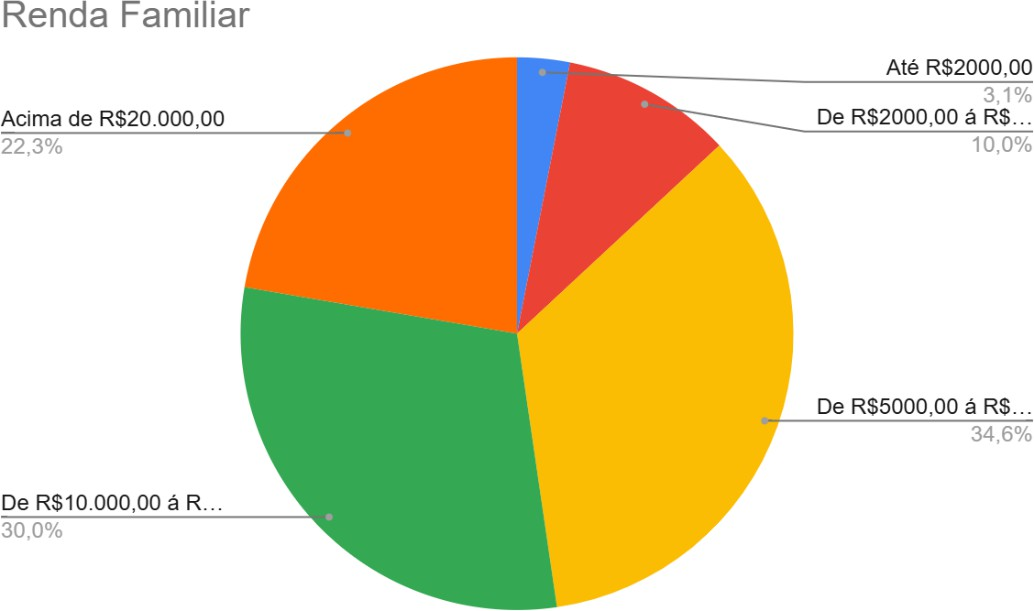 Renda Familiar
Até R$2000,00
3,1%
De R$2000,00 á R$…
10,0%
De R$5000,00 á R$…
34,6%
De R$10.000,00 á R…
30,0%
Acima de R$20.000,00
22,3%